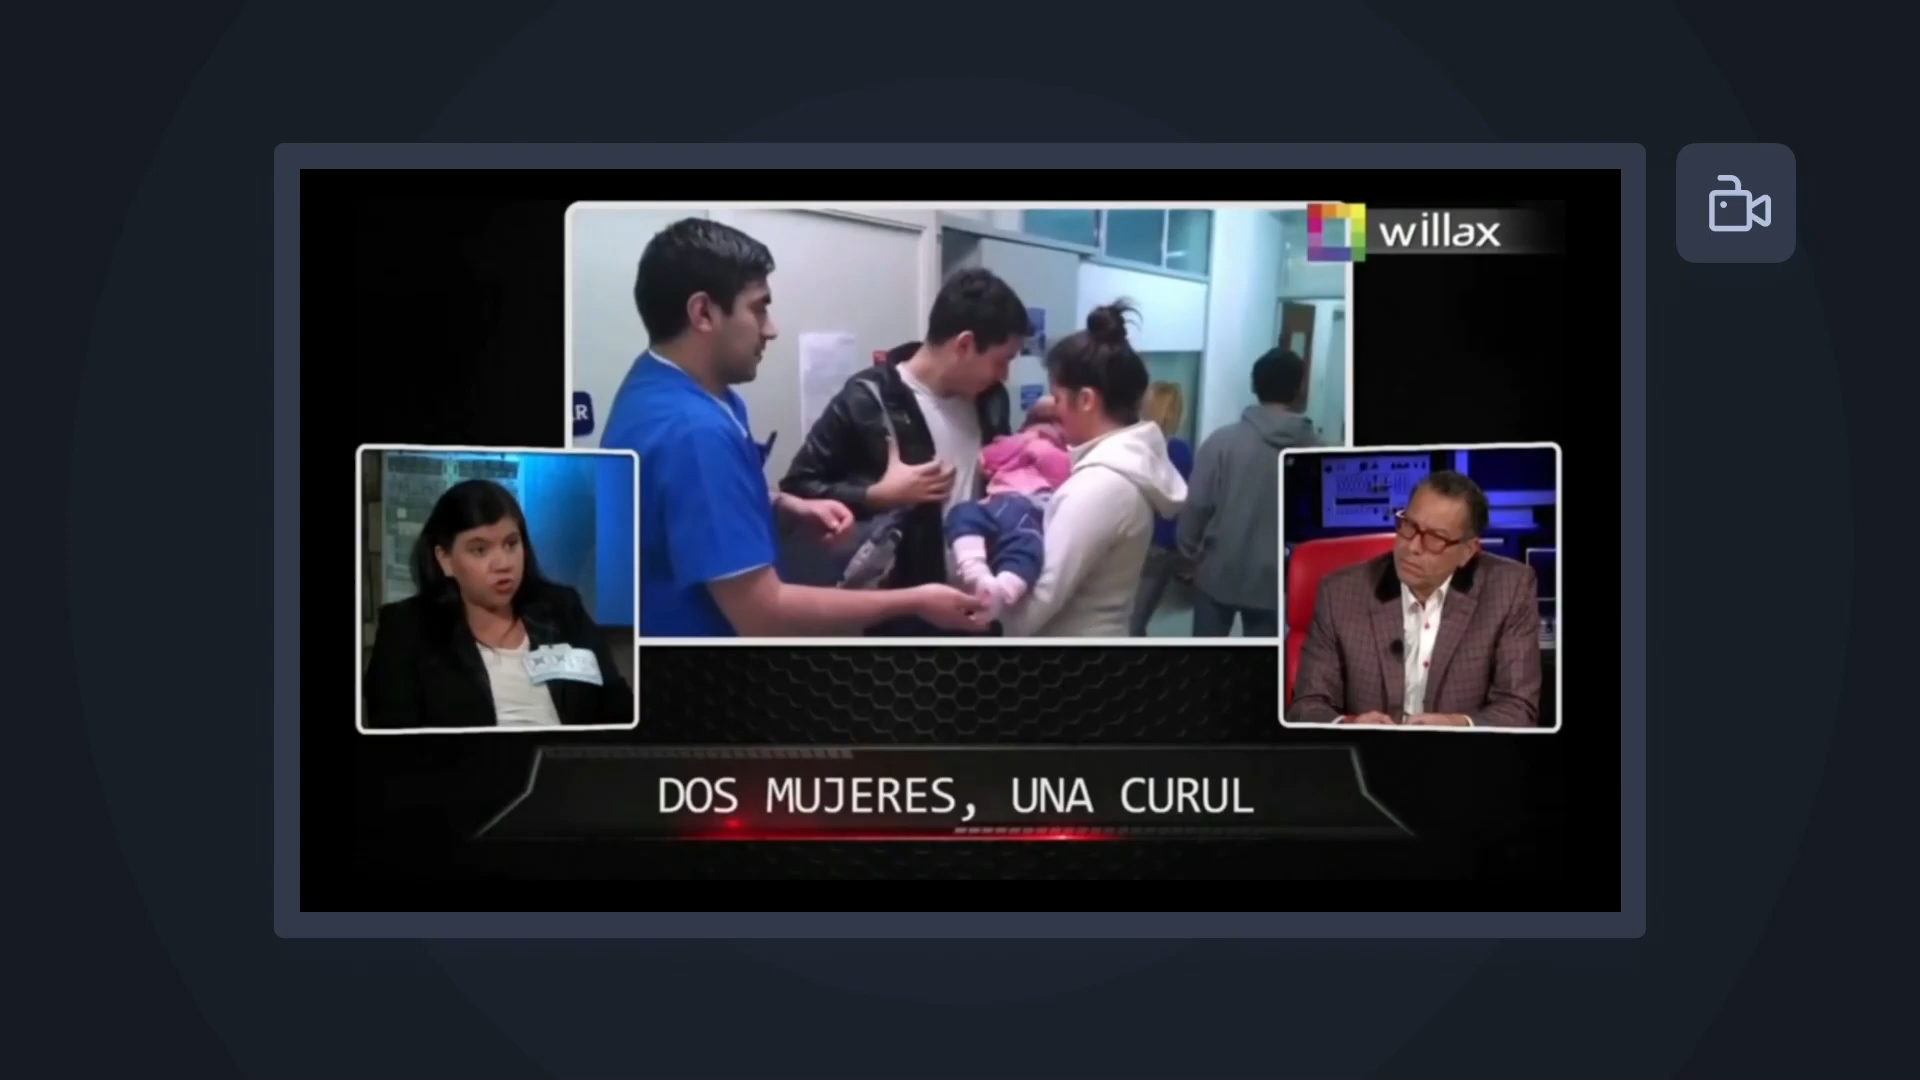 willax
R
DOS MUJERES, UNA CURUL